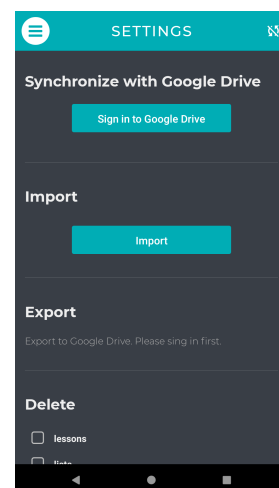 SETTINGS
Synchronize with Google Drive
Sign in to Google Drive
Import
Import
Export
Export to Google Drive. Please sing in first.
Delete
lessons
lists